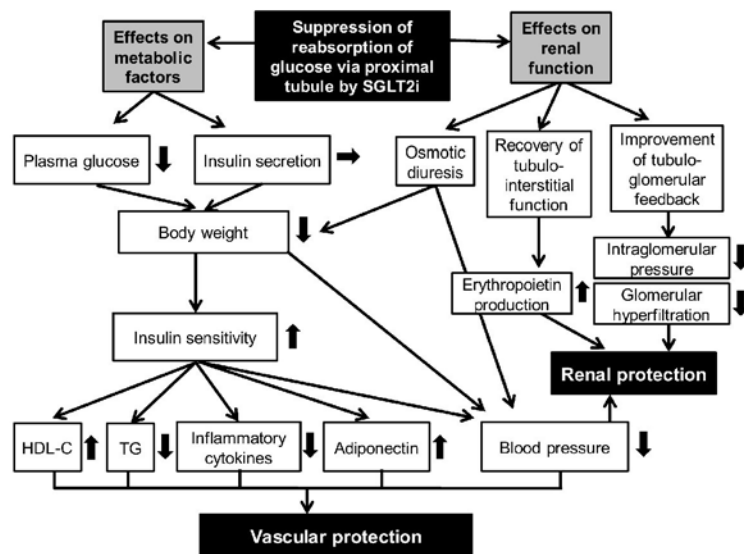 Suppression of
reabsorption of
glucose via proximal
tubule by SGLT2i
Effects on
metabolic factors
Effects on
renal function
Plasma glucose
Insulin secretion
Osmotic
diuresis
Recovery of
tubulo-
interstitial
function
Improvement
of tubulo-
glomerular
feedback
Body weight
Intraglomerular
pressure
Erythropoietin
production
Glomerular
hyperfiltration
Insulin sensitivity
Renal protection
HDL-C
TG
Inflammatory
cytokines
Adiponectin
Blood pressure
Vascular protection